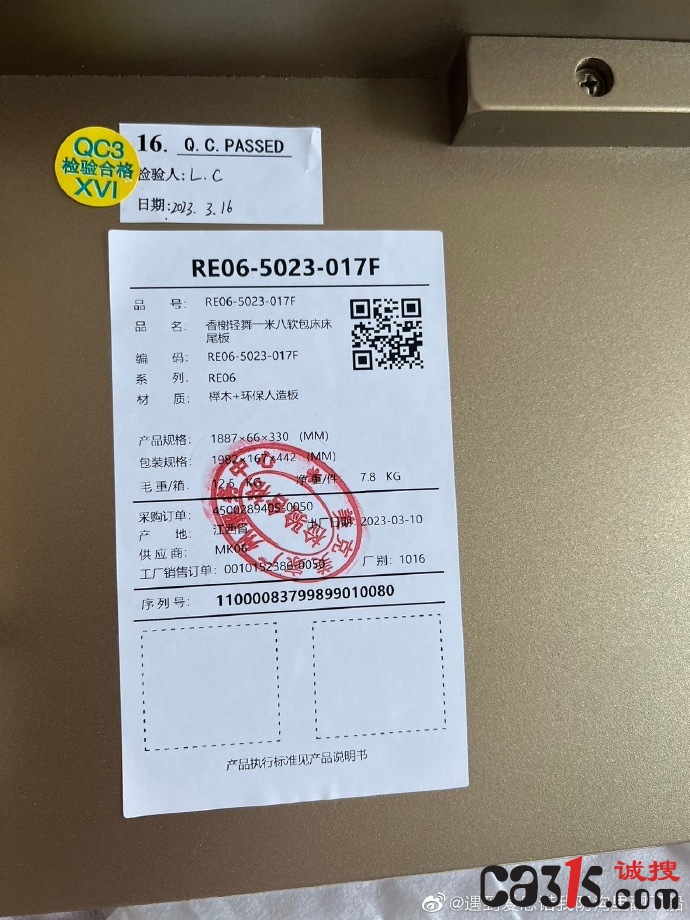 16. Q.C.PASSED
QC3
检验合格
XVI
检验人:L.C
日期:2023.3.16
RE06-5023-017F
品 号: RE06-5023-017F
品 名: 香榭轻舞一米八软包床床
尾板
编 码: RE06-5023-017F
系 列: RE06
材 质: 榉木+环保人造板
产品规格: 1887×66×330 (MM)
包装规格: 1982×167×442 (MM)
毛重/箱: 12.5 KG 净重/件: 7.8 KG
采购订单: 4500289405-0050
产 地: 江西省 出厂日期: 2023-03-10
供应商: MK06
工厂销售订单: 0010152386-0050 厂别: 1016
序列号: 11000083799899010080
检验合格
产品执行标准见产品说明书
ca315 诚搜
.com